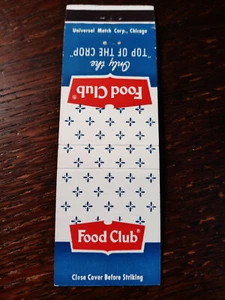 Universal Match Corp., Chicago
Only the
"TOP OF THE CROP"
Food Club®
Food Club®
Close Cover Before Striking